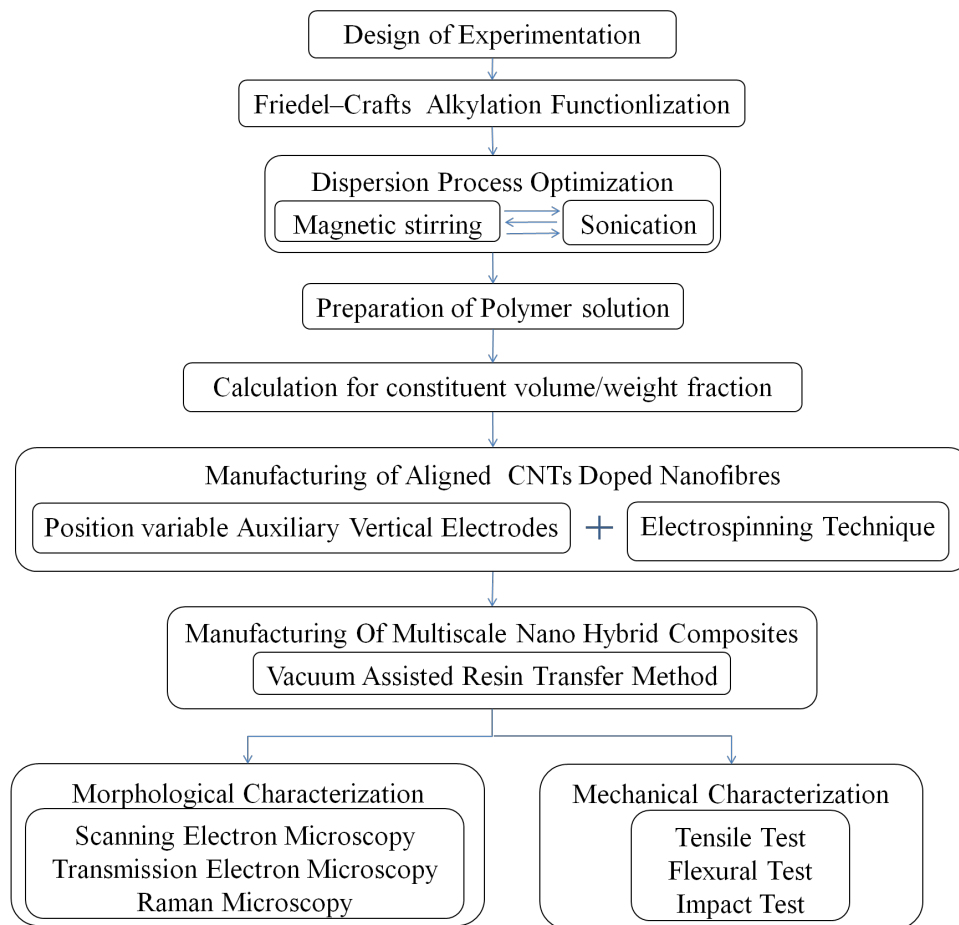 Design of Experimentation
Friedel–Crafts Alkylation Functionlization
Dispersion Process Optimization
Magnetic stirring
Sonication
Preparation of Polymer solution
Calculation for constituent volume/weight fraction
Manufacturing of Aligned CNTs Doped Nanofibres
Position variable Auxiliary Vertical Electrodes + Electrospinning Technique
Manufacturing Of Multiscale Nano Hybrid Composites
Vacuum Assisted Resin Transfer Method
Morphological Characterization
Scanning Electron Microscopy
Transmission Electron Microscopy
Raman Microscopy
Mechanical Characterization
Tensile Test
Flexural Test
Impact Test